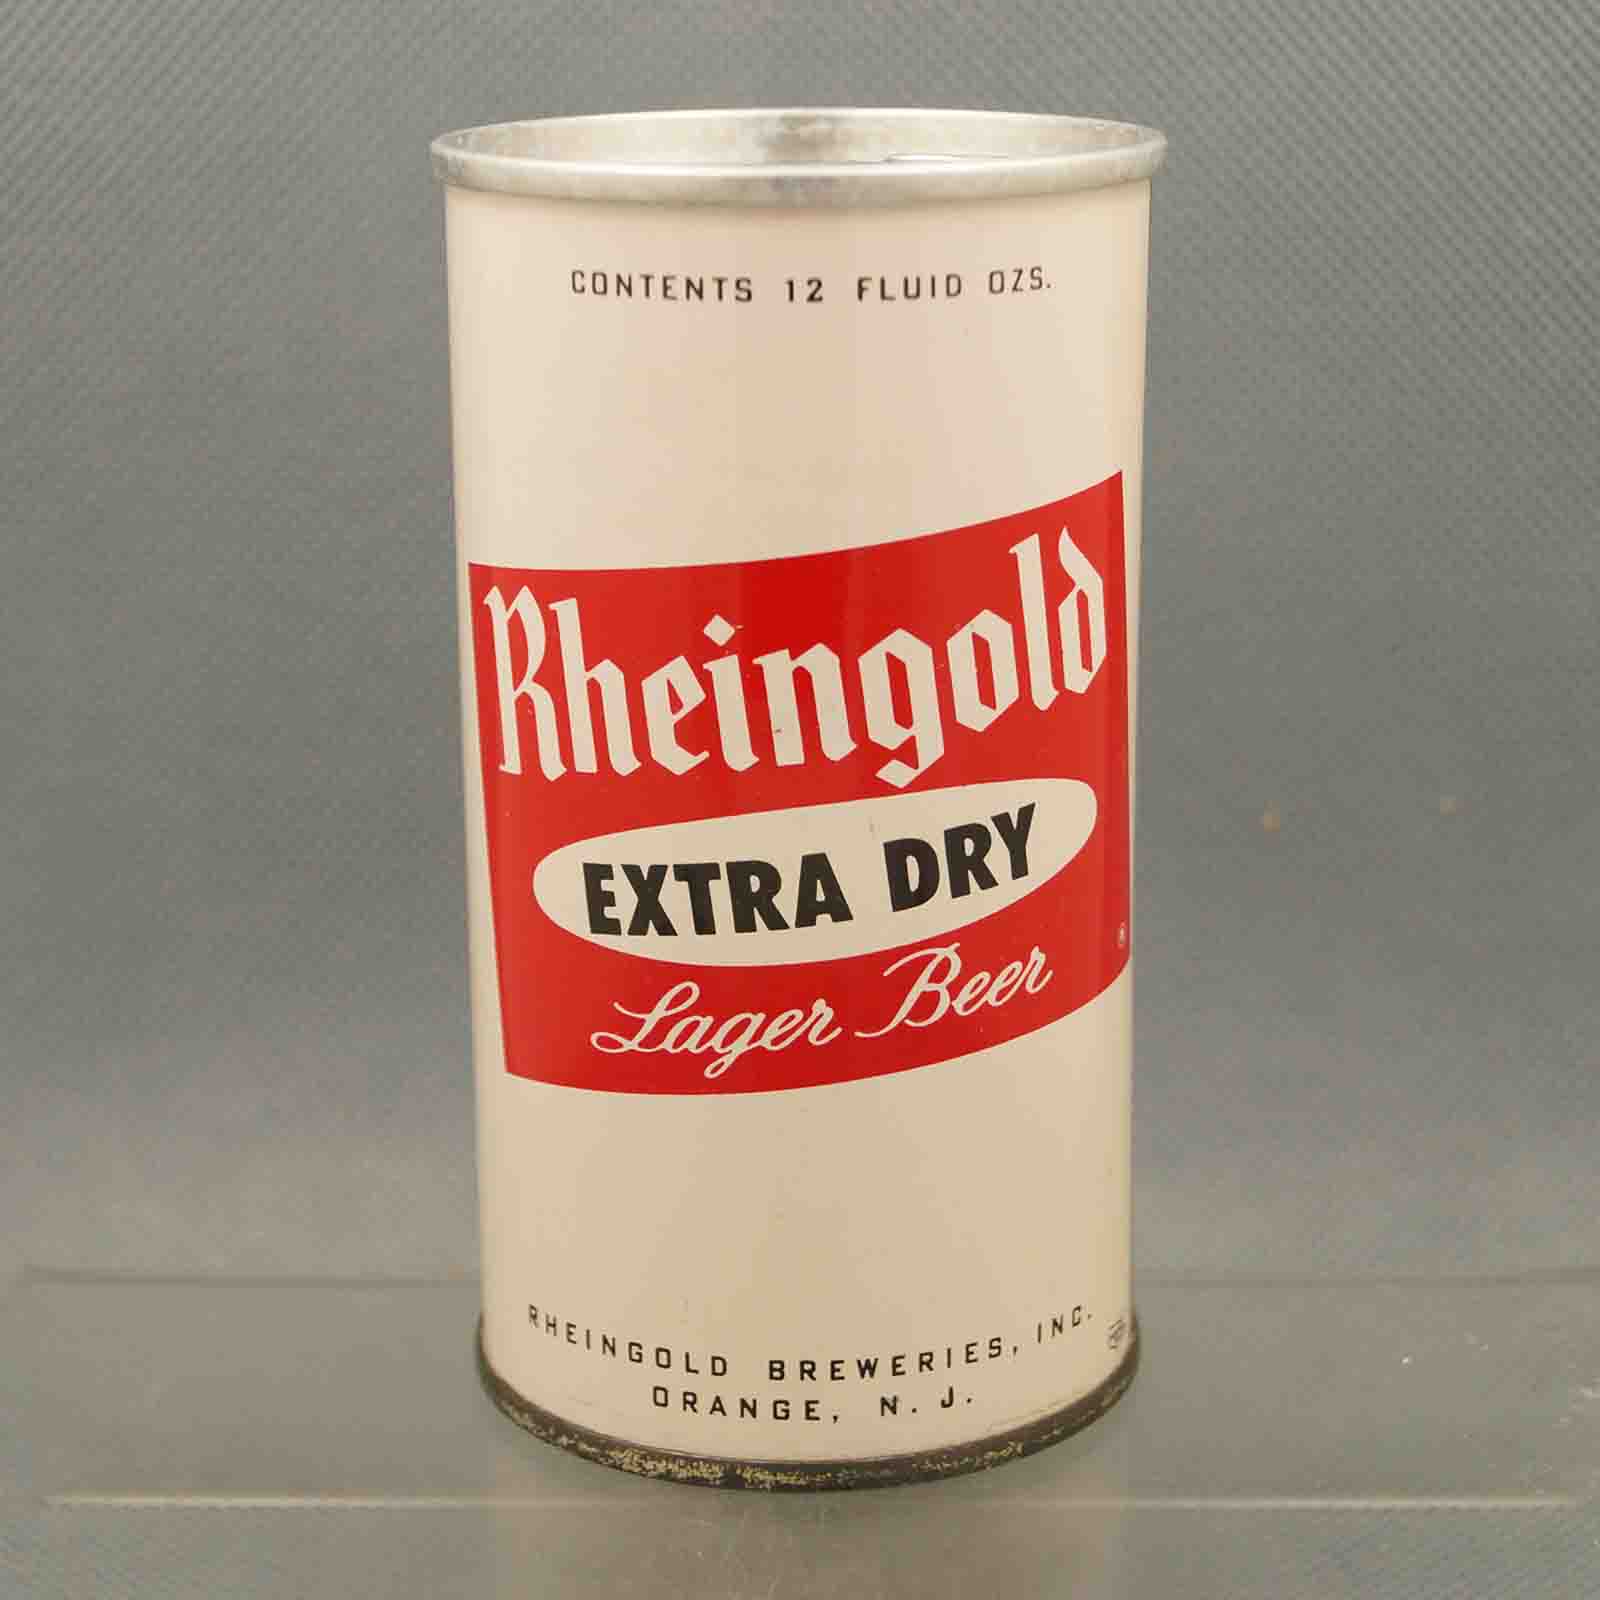 CONTENTS 12 FLUID OZS.
Rheingold
EXTRA DRY
Lager Beer
®
RHEINGOLD BREWERIES, INC.
ORANGE, N. J.